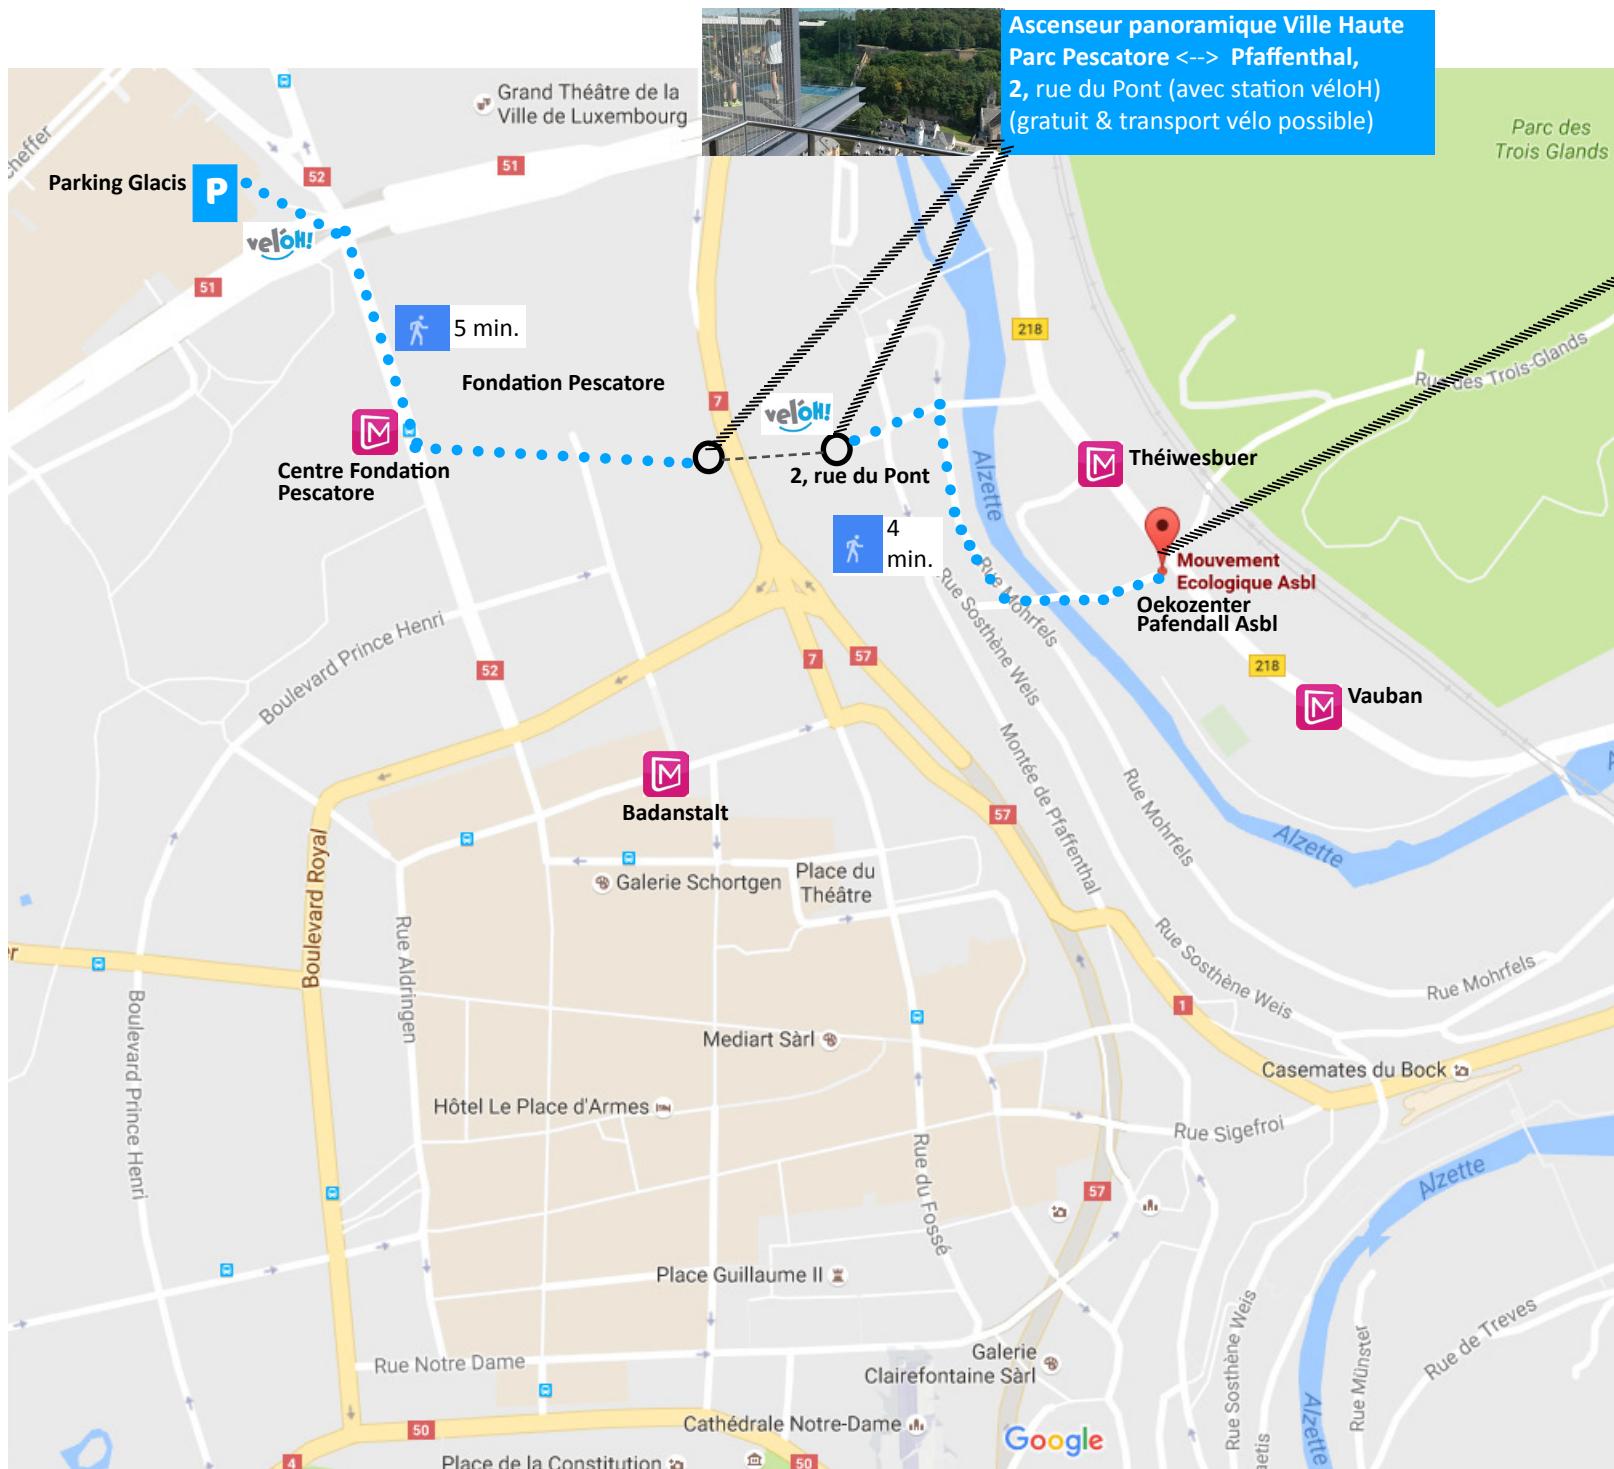 Ascenseur panoramique Ville Haute
Parc Pescatore <--> Pfaffenthal,
2, rue du Pont (avec station véloH)
(gratuit & transport vélo possible)
Grand Théâtre de la
Ville de Luxembourg
Parc des
Trois Glands
cheffer
52
51
Parking Glacis
P
vel'oH!
51
5 min.
218
Rue des Trois-Glands
Fondation Pescatore
7
vel'oH!
Centre Fondation
Pescatore
2, rue du Pont
Alzette
Théiwesbuer
4
min.
Mouvement
Ecologique Asbl
Oekozenter
Pafendall Asbl
Rue Mohrfels
Rue Sosthène Weis
Boulevard Prince Henri
52
7
57
218
Vauban
Montée de Pfaffenthal
Rue Mohrfels
Badanstalt
57
Alzette
Boulevard Royal
Galerie Schortgen
Place du
Théâtre
Rue Aldringen
er
Rue Sosthène Weis
Rue Mohrfels
1
Boulevard Prince Henri
Mediart Sàrl
Casemates du Bock
Hôtel Le Place d'Armes
Rue Sigefroi
Rue du Fossé
57
Alzette
Place Guillaume II
Rue Sosthène Weis
Rue Münster
Rue de Treves
Rue Notre Dame
Galerie
Clairefontaine Sàrl
Cathédrale Notre-Dame
Google
Alzette
50
4
Place de la Constitution
50
aetis